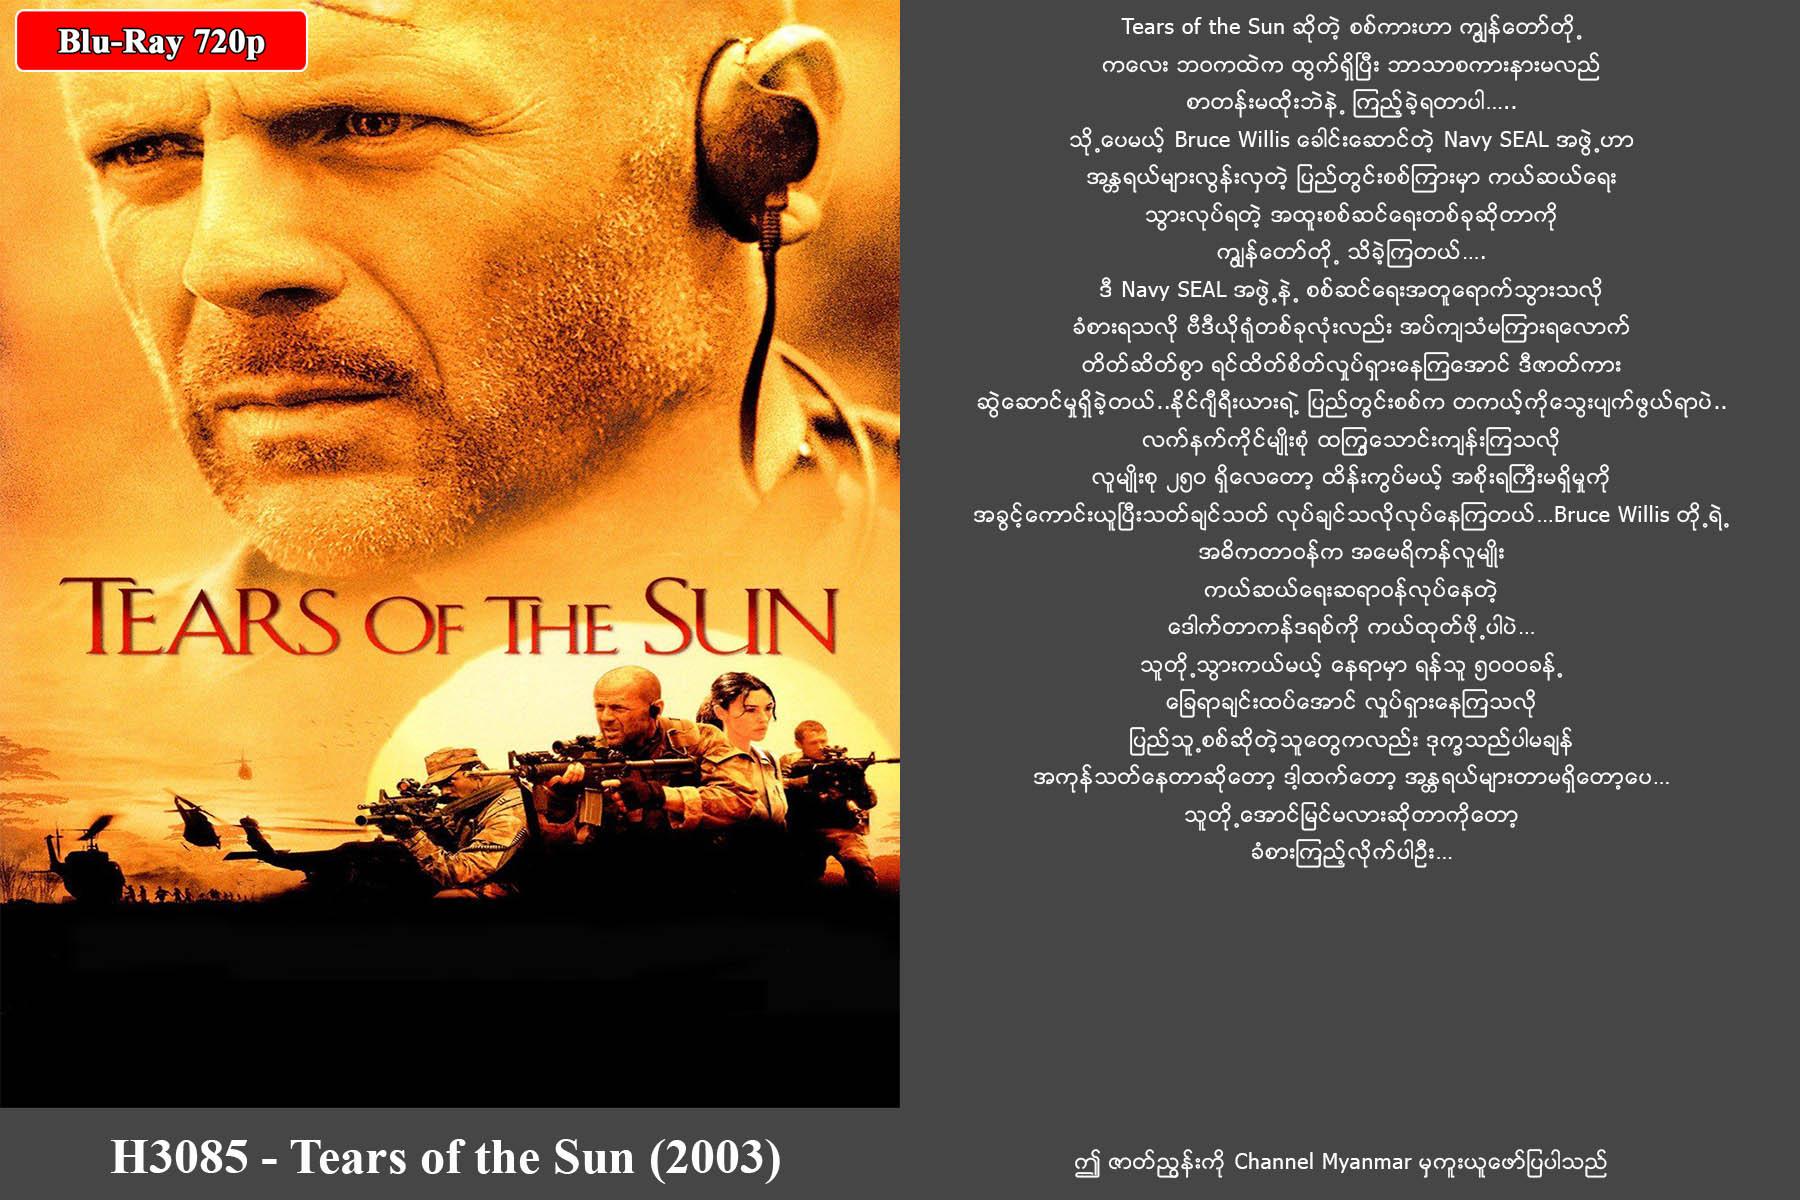 Blu-Ray 720p
TEARS OF THE SUN
H3085 - Tears of the Sun (2003)
Tears of the Sun ဆိုတဲ့ စစ်ကားဟာ ကျွန်တော်တို့
ကလေး ဘဝကထဲက ထွက်ရှိပြီး ဘာသာစကားနားမလည်
စာတန်းမထိုးဘဲနဲ့ ကြည့်ခဲ့ရတာပါ.....
သို့ပေမယ့် Bruce Willis ခေါင်းဆောင်တဲ့ Navy SEAL အဖွဲ့ဟာ
အန္တရယ်များလွန်းလှတဲ့ ပြည်တွင်းစစ်ကြားမှာ ကယ်ဆယ်ရေး
သွားလုပ်ရတဲ့ အထူးစစ်ဆင်ရေးတစ်ခုဆိုတာကို
ကျွန်တော်တို့ သိခဲ့ကြတယ်....
ဒီ Navy SEAL အဖွဲ့နဲ့ စစ်ဆင်ရေးအတူရောက်သွားသလို
ခံစားရသလို ဗီဒီယိုရုံတစ်ခုလုံးလည်း အပ်ကျသံမကြားရလောက်
တိတ်ဆိတ်စွာ ရင်ထိတ်စိတ်လှုပ်ရှားနေကြအောင် ဒီဇာတ်ကား
ဆွဲဆောင်မှုရှိခဲ့တယ်..နိုင်ဂျီရီးယားရဲ့ ပြည်တွင်းစစ်က တကယ့်ကိုသွေးပျက်ဖွယ်ရာပဲ..
လက်နက်ကိုင်မျိုးစုံ ထကြွသောင်းကျန်းကြသလို
လူမျိုးစု ၂၅၀ ရှိလေတော့ ထိန်းကွပ်မယ့် အစိုးရကြီးမရှိမှုကို
အခွင့်ကောင်းယူပြီးသတ်ချင်သတ် လုပ်ချင်သလိုလုပ်နေကြတယ်...Bruce Willis တို့ရဲ့
အဓိကတာဝန်က အမေရိကန်လူမျိုး
ကယ်ဆယ်ရေးဆရာဝန်လုပ်နေတဲ့
ဒေါက်တာကန်ဒရစ်ကို ကယ်ထုတ်ဖို့ပါပဲ...
သူတို့သွားကယ်မယ့် နေရာမှာ ရန်သူ ၅၀၀၀ခန့်
ခြေရာချင်းထပ်အောင် လှုပ်ရှားနေကြသလို
ပြည်သူ့စစ်ဆိုတဲ့သူတွေကလည်း ဒုက္ခသည်ပါမချန်
အကုန်သတ်နေတာဆိုတော့ ဒါ့ထက်တော့ အန္တရယ်များတာမရှိတော့ပေ...
သူတို့အောင်မြင်မလားဆိုတာကိုတော့
ခံစားကြည့်လိုက်ပါဦး...
ဤ ဇာတ်ညွှန်းကို Channel Myanmar မှကူးယူဖော်ပြပါသည်